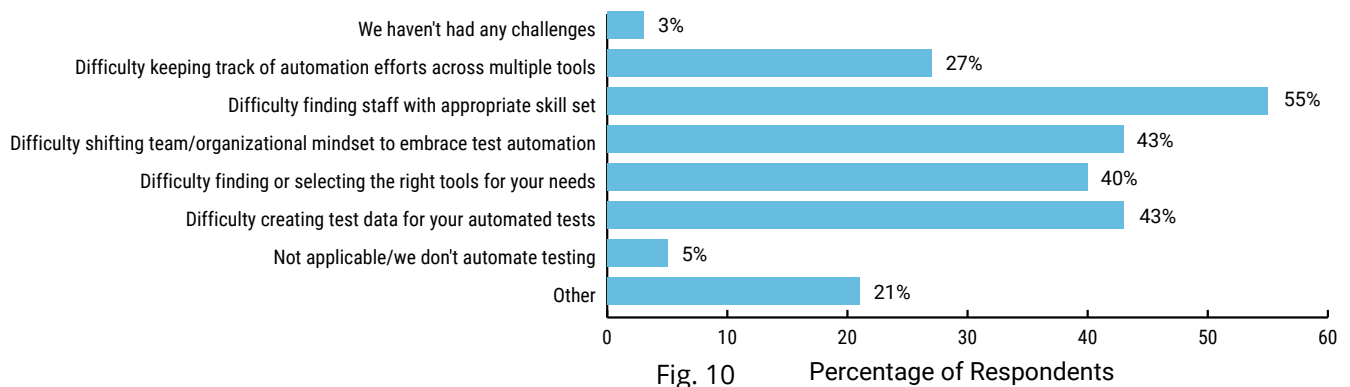 We haven't had any challenges 3%
Difficulty keeping track of automation efforts across multiple tools 27%
Difficulty finding staff with appropriate skill set 55%
Difficulty shifting team/organizational mindset to embrace test automation 43%
Difficulty finding or selecting the right tools for your needs 40%
Difficulty creating test data for your automated tests 43%
Not applicable/we don't automate testing 5%
Other 21%
0 10 20 30 40 50 60
Fig. 10 Percentage of Respondents